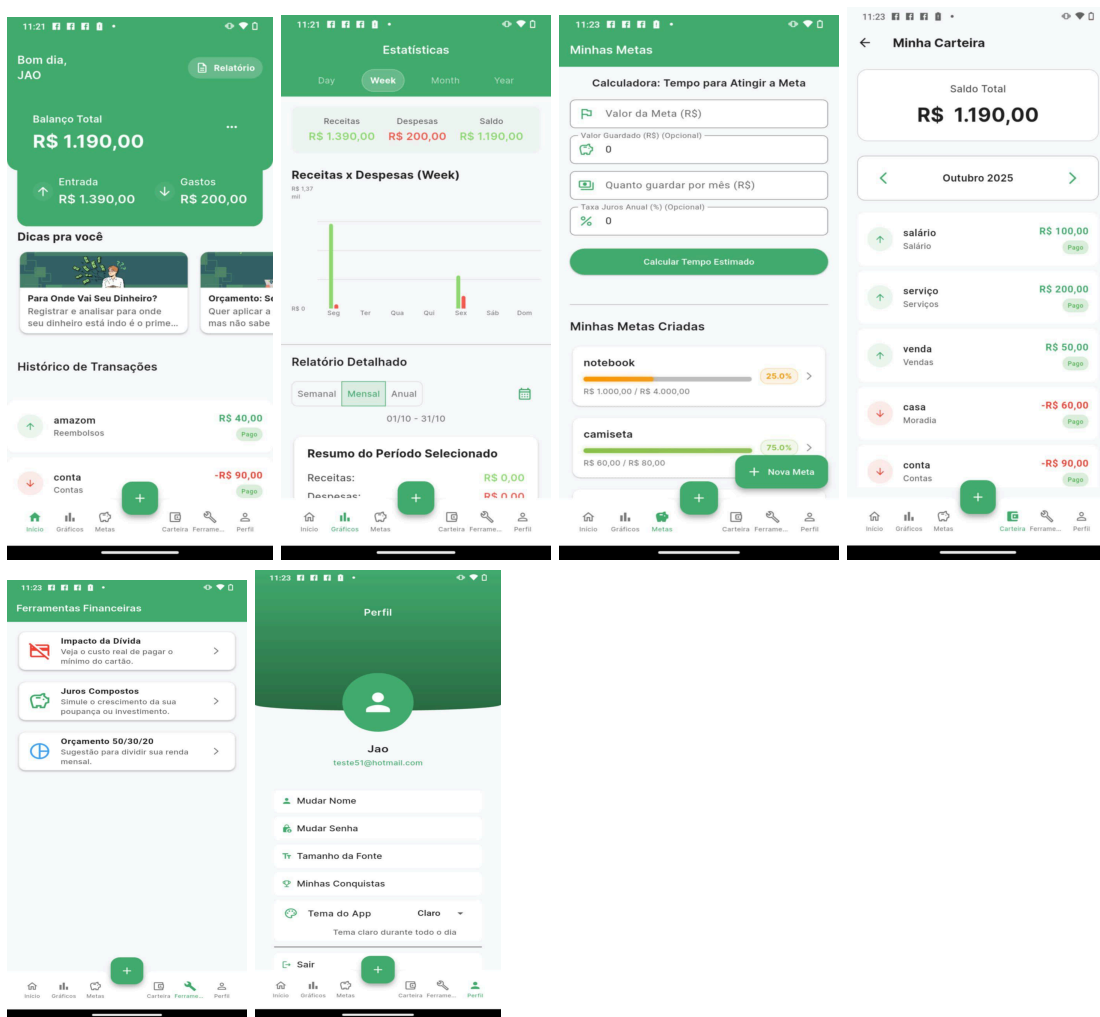 11:21
Bom dia,
JAO
Relatório
Balanço Total
R$ 1.190,00
...
Entrada
R$ 1.390,00
Gastos
R$ 200,00
Dicas pra você
Para Onde Vai Seu Dinheiro?
Registrar e analisar para onde
seu dinheiro está indo é o prime...
Orçamento: Se
Quer aplicar a
mas não sabe
Histórico de Transações
amazom
Reembolsos
R$ 40,00
Pago
conta
Contas
-R$ 90,00
Pago
+
Início Gráficos Metas Carteira Ferrame... Perfil
11:21
Estatísticas
Day Week Month Year
Receitas Despesas Saldo
R$ 1.390,00 R$ 200,00 R$ 1.190,00
Receitas x Despesas (Week)
R$ 1,37
mil
R$ 0
Seg Ter Qua Qui Sex Sáb Dom
Relatório Detalhado
Semanal Mensal Anual
01/10 - 31/10
Resumo do Período Selecionado
Receitas: R$ 0,00
Despesas: R$ 0,00
+
Início Gráficos Metas Carteira Ferrame... Perfil
11:23
Minhas Metas
Calculadora: Tempo para Atingir a Meta
Valor da Meta (R$)
Valor Guardado (R$) (Opcional)
0
Quanto guardar por mês (R$)
Taxa Juros Anual (%) (Opcional)
% 0
Calcular Tempo Estimado
Minhas Metas Criadas
notebook
25.0%
R$ 1.000,00 / R$ 4.000,00
camiseta
75.0%
R$ 60,00 / R$ 80,00
+ Nova Meta
+
Início Gráficos Metas Carteira Ferrame... Perfil
11:23
Minha Carteira
Saldo Total
R$ 1.190,00
Outubro 2025
salário
Salário
R$ 100,00
Pago
serviço
Serviços
R$ 200,00
Pago
venda
Vendas
R$ 50,00
Pago
casa
Moradia
-R$ 60,00
Pago
conta
Contas
-R$ 90,00
Pago
+
Início Gráficos Metas Carteira Ferrame... Perfil
11:23
Ferramentas Financeiras
Impacto da Dívida
Veja o custo real de pagar o
mínimo do cartão.
Juros Compostos
Simule o crescimento da sua
poupança ou investimento.
Orçamento 50/30/20
Sugestão para dividir sua renda
mensal.
+
Início Gráficos Metas Carteira Ferrame... Perfil
11:23
Perfil
Jao
teste51@hotmail.com
Mudar Nome
Mudar Senha
Tt Tamanho da Fonte
Minhas Conquistas
Tema do App Claro
Tema claro durante todo o dia
Sair
+
Início Gráficos Metas Carteira Ferrame... Perfil